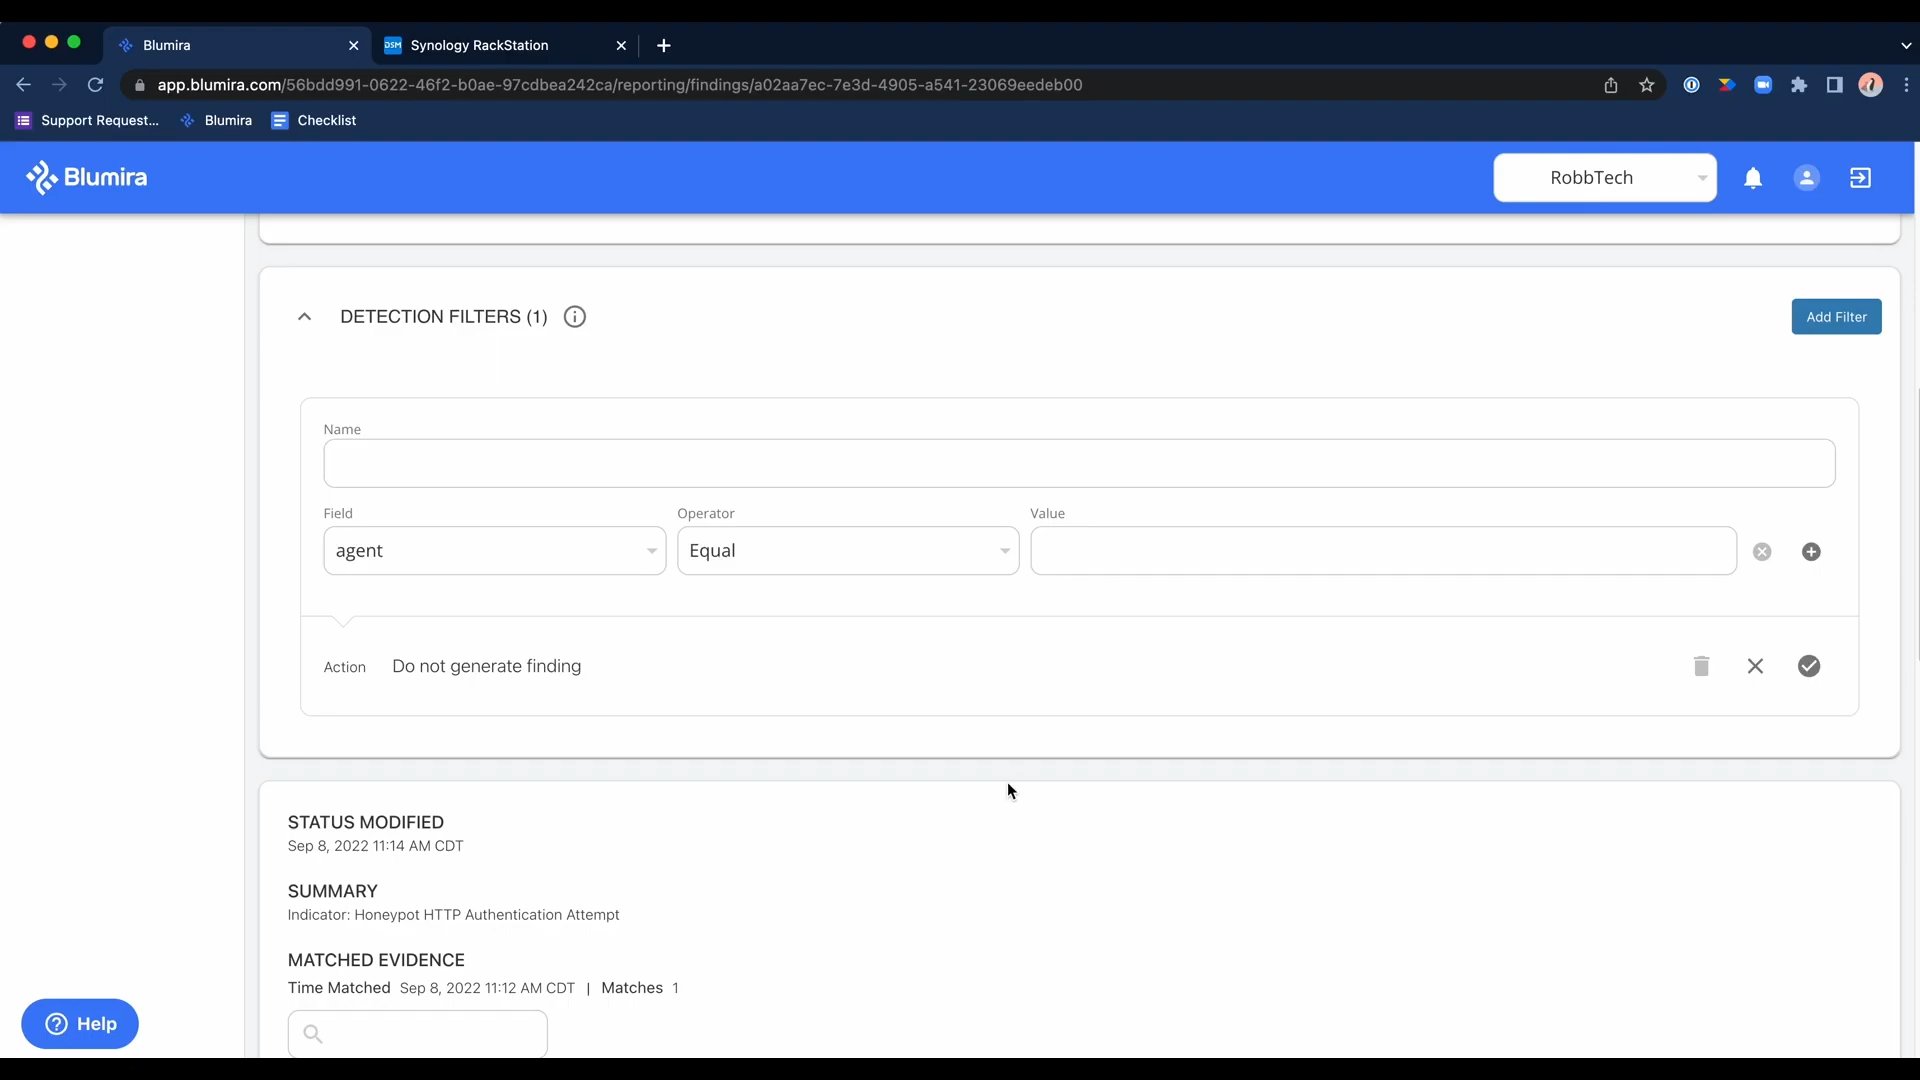 Blumira
DSM Synology RackStation
app.blumira.com/56bdd991-0622-46f2-b0ae-97cdbea242ca/reporting/findings/a02aa7ec-7e3d-4905-a541-23069eedeb00
Support Request... Blumira Checklist
Blumira
RobbTech
DETECTION FILTERS (1)
Add Filter
Name
Field Operator Value
agent Equal
Action Do not generate finding
STATUS MODIFIED
Sep 8, 2022 11:14 AM CDT
SUMMARY
Indicator: Honeypot HTTP Authentication Attempt
MATCHED EVIDENCE
Time Matched Sep 8, 2022 11:12 AM CDT | Matches 1
Help